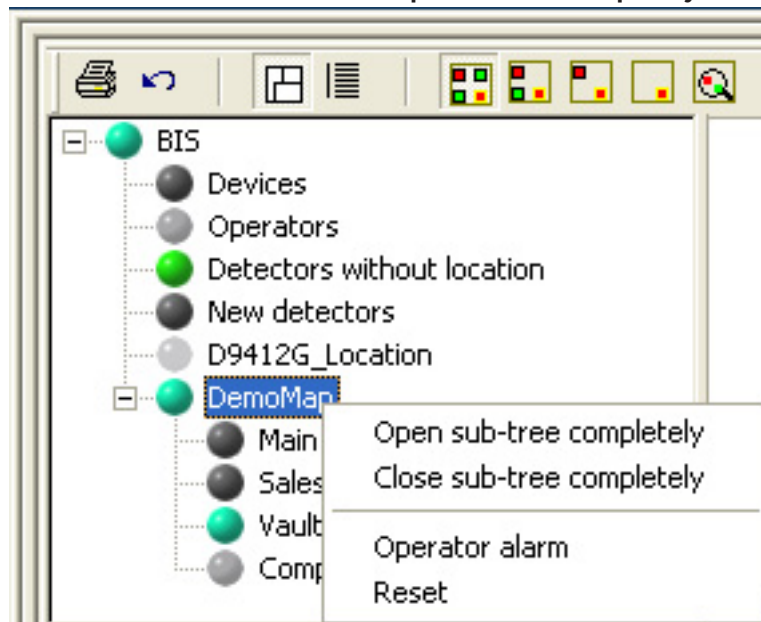 BIS
Devices
Operators
Detectors without location
New detectors
D9412G_Location
DemoMap
Main
Sales
Vault
Comp
Open sub-tree completely
Close sub-tree completely
Operator alarm
Reset